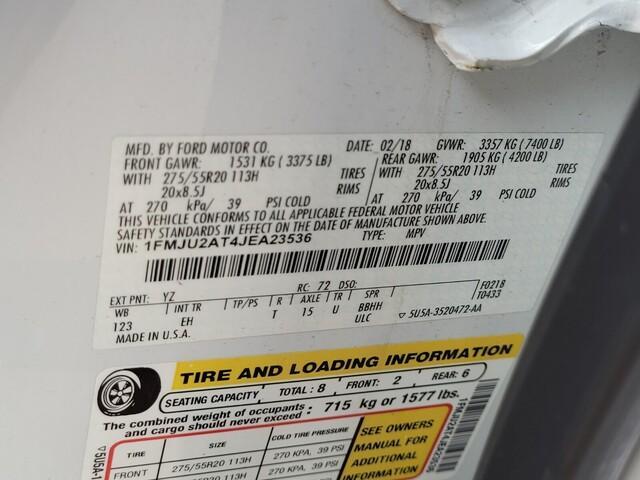 MFD. BY FORD MOTOR CO. 02/18 GVWR: 3357 KG (7400 LB)
FRONT GAWR: 1531 KG (3375 LB) REAR GAWR: 1905 KG (4200 LB)
WITH 275/55R20 113H TIRES WITH 275/55R20 113H TIRES
20x8.5J RIMS 20x8.5J RIMS
AT 270 kPa/ 39 PSI COLD AT 270 kPa/ 39 PSI COLD
THIS VEHICLE CONFORMS TO ALL APPLICABLE FEDERAL MOTOR VEHICLE
SAFETY STANDARDS IN EFFECT ON THE DATE OF MANUFACTURE SHOWN ABOVE
VIN: 1FMJU2AT4JEA23536 TYPE: MPV
EXT PNT: YZ RC: 72 DSO: F0218
WB INT TR TP/PS R AXLE TR SPR T0433
123 EH T 15 U BBHH
MADE IN U.S.A. ULC ▽5U5A-3520472-AA
TIRE AND LOADING INFORMATION
SEATING CAPACITY TOTAL: 8 FRONT: 2 REAR: 6
The combined weight of occupants
and cargo should never exceed: 715 kg or 1577 lbs.
TIRE SIZE COLD TIRE PRESSURE
FRONT 275/55R20 113H 270 KPA, 39 PSI
SEE OWNERS
MANUAL FOR
ADDITIONAL
INFORMATION